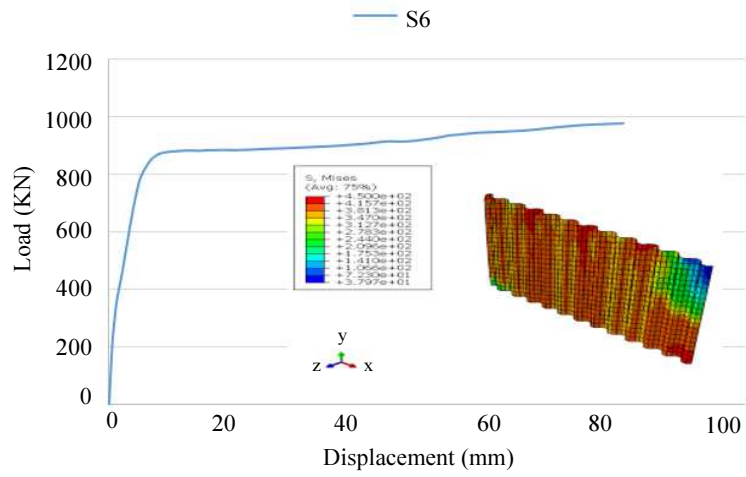 S6
1200
1000
800
600
400
200
0
Load (KN)
S, Mises
(Avg: 75%)
+4.500e+02
+4.157e+02
+3.813e+02
+3.470e+02
+3.127e+02
+2.783e+02
+2.440e+02
+2.096e+02
+1.753e+02
+1.410e+02
+1.066e+02
+7.230e+01
+3.797e+01
y
z x
0 20 40 60 80 100
Displacement (mm)